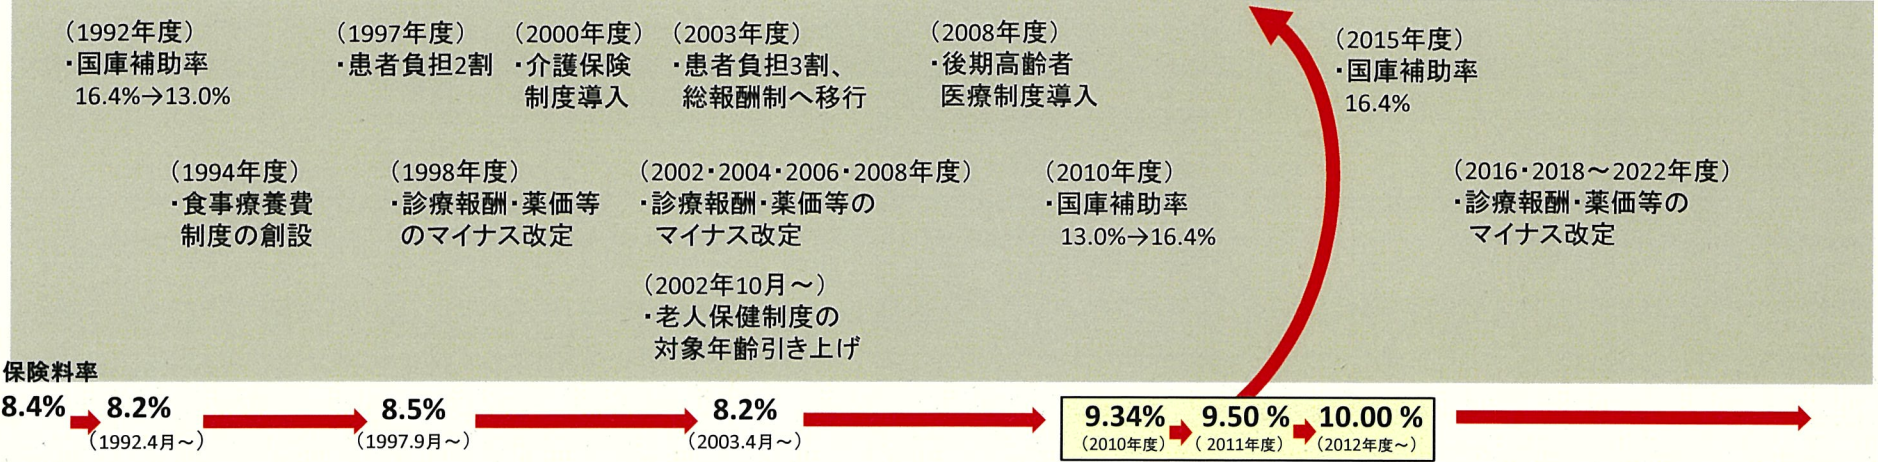 （1992年度）
・国庫補助率
16.4%→13.0%
（1997年度）
・患者負担2割
（2000年度）
・介護保険
制度導入
（2003年度）
・患者負担3割、
総報酬制へ移行
（2008年度）
・後期高齢者
医療制度導入
（2015年度）
・国庫補助率
16.4%
（1994年度）
・食事療養費
制度の創設
（1998年度）
・診療報酬・薬価等
のマイナス改定
（2002・2004・2006・2008年度）
・診療報酬・薬価等の
マイナス改定
（2010年度）
・国庫補助率
13.0%→16.4%
（2016・2018～2022年度）
・診療報酬・薬価等の
マイナス改定
（2002年10月～）
・老人保健制度の
対象年齢引き上げ
保険料率
8.4%
8.2%
（1992.4月～）
8.5%
（1997.9月～）
8.2%
（2003.4月～）
9.34%
（2010年度）
9.50 %
（ 2011年度）
10.00 %
（2012年度～）